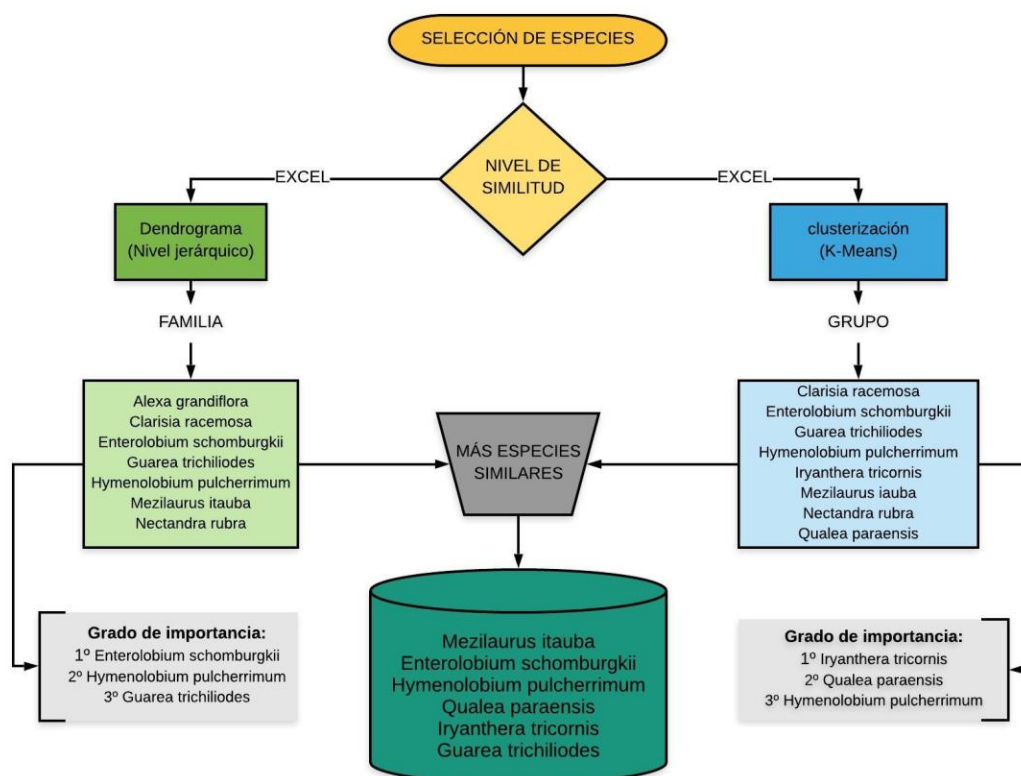 SELECCIÓN DE ESPECIES
NIVEL DE
SIMILITUD
EXCEL
EXCEL
Dendrograma
(Nivel jerárquico)
clusterización
(K-Means)
FAMILIA
GRUPO
Alexa grandiflora
Clarisia racemosa
Enterolobium schomburgkii
Guarea trichiliodes
Hymenolobium pulcherrimum
Mezilaurus itauba
Nectandra rubra
MÁS ESPECIES
SIMILARES
Clarisia racemosa
Enterolobium schomburgkii
Guarea trichiliodes
Hymenolobium pulcherrimum
Iryanthera tricornis
Mezilaurus iauba
Nectandra rubra
Qualea paraensis
Grado de importancia:
1º Enterolobium schomburgkii
2º Hymenolobium pulcherrimum
3º Guarea trichiliodes
Mezilaurus itauba
Enterolobium schomburgkii
Hymenolobium pulcherrimum
Qualea paraensis
Iryanthera tricornis
Guarea trichiliodes
Grado de importancia:
1º Iryanthera tricornis
2º Qualea paraensis
3º Hymenolobium pulcherrimum